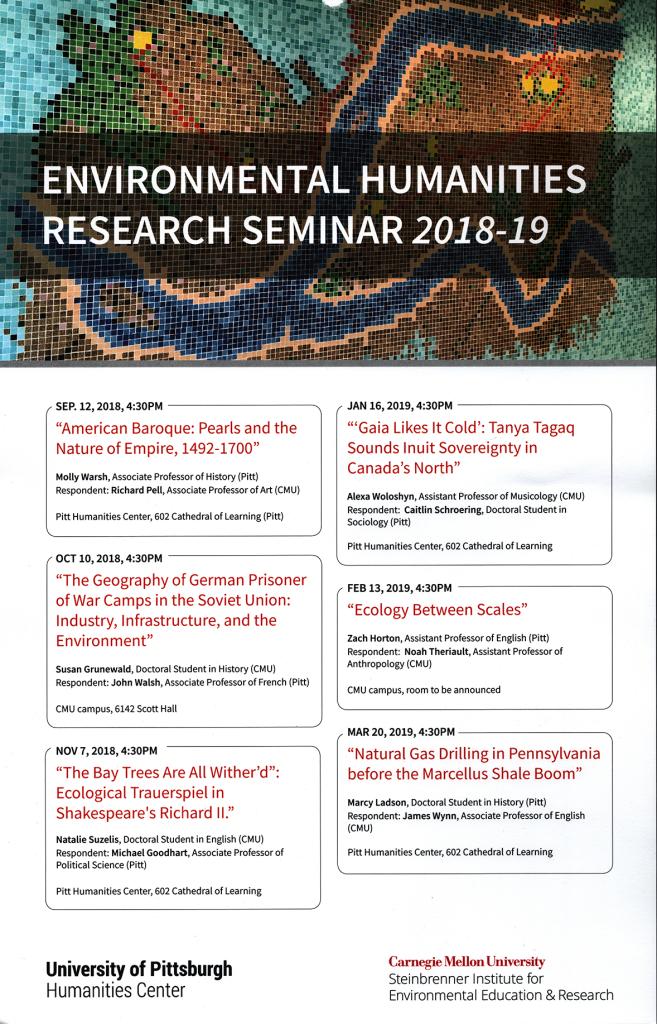 ENVIRONMENTAL HUMANITIES
RESEARCH SEMINAR 2018-19
SEP. 12, 2018, 4:30PM
“American Baroque: Pearls and the
Nature of Empire, 1492-1700”
Molly Warsh, Associate Professor of History (Pitt)
Respondent: Richard Pell, Associate Professor of Art (CMU)
Pitt Humanities Center, 602 Cathedral of Learning (Pitt)
OCT 10, 2018, 4:30PM
“The Geography of German Prisoner
of War Camps in the Soviet Union:
Industry, Infrastructure, and the
Environment”
Susan Grunewald, Doctoral Student in History (CMU)
Respondent: John Walsh, Associate Professor of French (Pitt)
CMU campus, 6142 Scott Hall
NOV 7, 2018, 4:30PM
“The Bay Trees Are All Wither’d”:
Ecological Trauerspiel in
Shakespeare's Richard II.”
Natalie Suzelis, Doctoral Student in English (CMU)
Respondent: Michael Goodhart, Associate Professor of
Political Science (Pitt)
Pitt Humanities Center, 602 Cathedral of Learning
JAN 16, 2019, 4:30PM
“‘Gaia Likes It Cold’: Tanya Tagaq
Sounds Inuit Sovereignty in
Canada’s North”
Alexa Woloshyn, Assistant Professor of Musicology (CMU)
Respondent: Caitlin Schroering, Doctoral Student in
Sociology (Pitt)
Pitt Humanities Center, 602 Cathedral of Learning
FEB 13, 2019, 4:30PM
“Ecology Between Scales”
Zach Horton, Assistant Professor of English (Pitt)
Respondent: Noah Theriault, Assistant Professor of
Anthropology (CMU)
CMU campus, room to be announced
MAR 20, 2019, 4:30PM
“Natural Gas Drilling in Pennsylvania
before the Marcellus Shale Boom”
Marcy Ladson, Doctoral Student in History (Pitt)
Respondent: James Wynn, Associate Professor of English
(CMU)
Pitt Humanities Center, 602 Cathedral of Learning
University of Pittsburgh
Humanities Center
Carnegie Mellon University
Steinbrenner Institute for
Environmental Education & Research